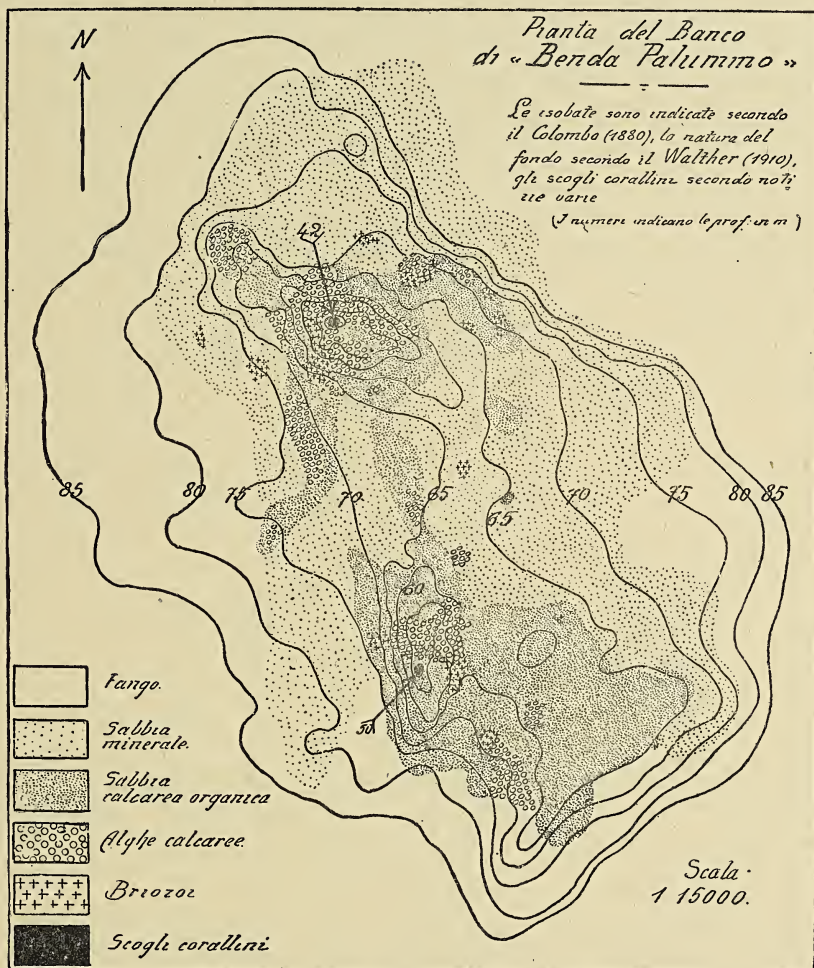 N
Pianta del Banco
di « Benda Palummo »
Le isobate sono indicate secondo
il Colombo (1880), la natura del
fondo secondo il Walther (1910),
gli scogli corallini secondo noti
zie varie
(I numeri indicano le prof. in m)
42
85 80 75 70 65 65 70 75 80 85
60
50
Fango.
Sabbia
minerale.
Sabbia
calcarea organica
Alghe calcaree.
Briozoi
Scogli corallini
Scala
1 15000.